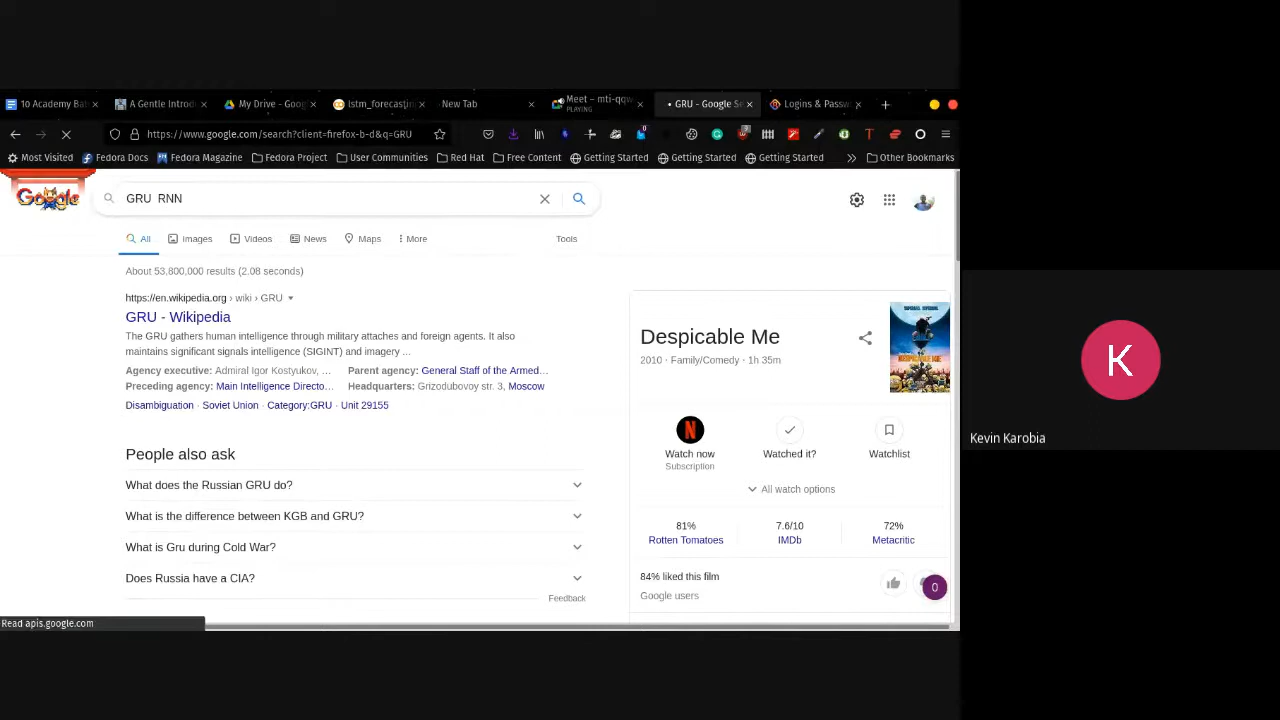 10 Academy Bat
A Gentle Introd
My Drive - Goog
lstm_forecastin
New Tab
Meet – mti-qqw
PLAYING
GRU - Google Se
Logins & Passw
https://www.google.com/search?client=firefox-b-d&q=GRU
Most Visited
Fedora Docs
Fedora Magazine
Fedora Project
User Communities
Red Hat
Free Content
Getting Started
Getting Started
Getting Started
Other Bookmarks
Google
GRU RNN
All
Images
Videos
News
Maps
More
Tools
About 53,800,000 results (2.08 seconds)
https://en.wikipedia.org › wiki › GRU
GRU - Wikipedia
The GRU gathers human intelligence through military attaches and foreign agents. It also
maintains significant signals intelligence (SIGINT) and imagery ...
Agency executive: Admiral Igor Kostyukov, ...
Parent agency: General Staff of the Armed...
Preceding agency: Main Intelligence Directo...
Headquarters: Grizodubovoy str. 3, Moscow
Disambiguation · Soviet Union · Category:GRU · Unit 29155
People also ask
What does the Russian GRU do?
What is the difference between KGB and GRU?
What is Gru during Cold War?
Does Russia have a CIA?
Feedback
Despicable Me
2010 · Family/Comedy · 1h 35m
Watch now
Subscription
Watched it?
Watchlist
All watch options
81%
Rotten Tomatoes
7.6/10
IMDb
72%
Metacritic
84% liked this film
Google users
0
Read apis.google.com
K
Kevin Karobia